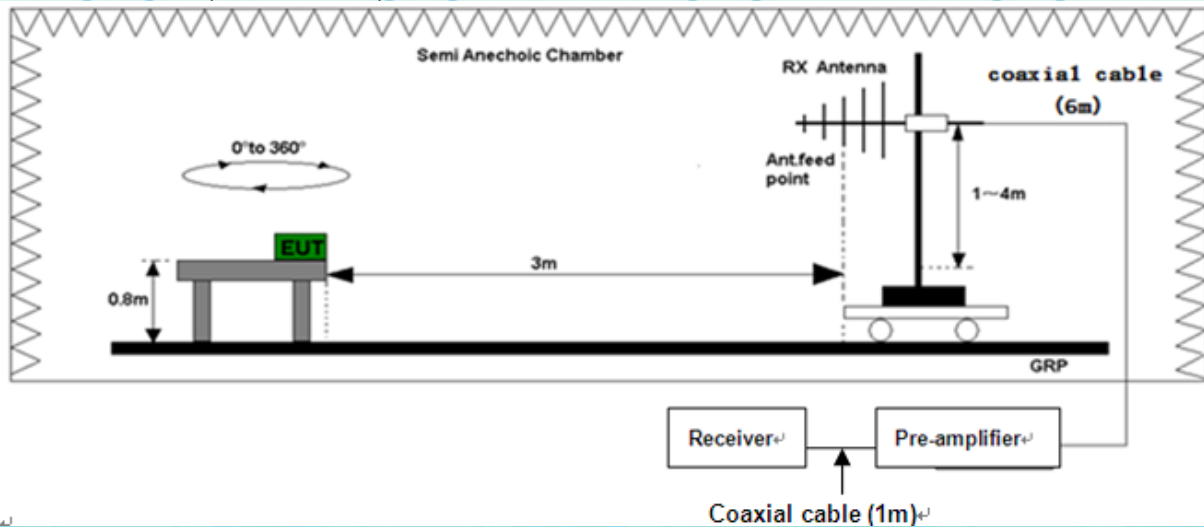 Semi Anechoic Chamber
RX Antenna
coaxial cable
(6m)
0°to 360°
Ant.feed
point
1～4m
EUT
3m
0.8m
GRP
Receiver↵
Pre-amplifier↵
Coaxial cable (1m)↵
↵